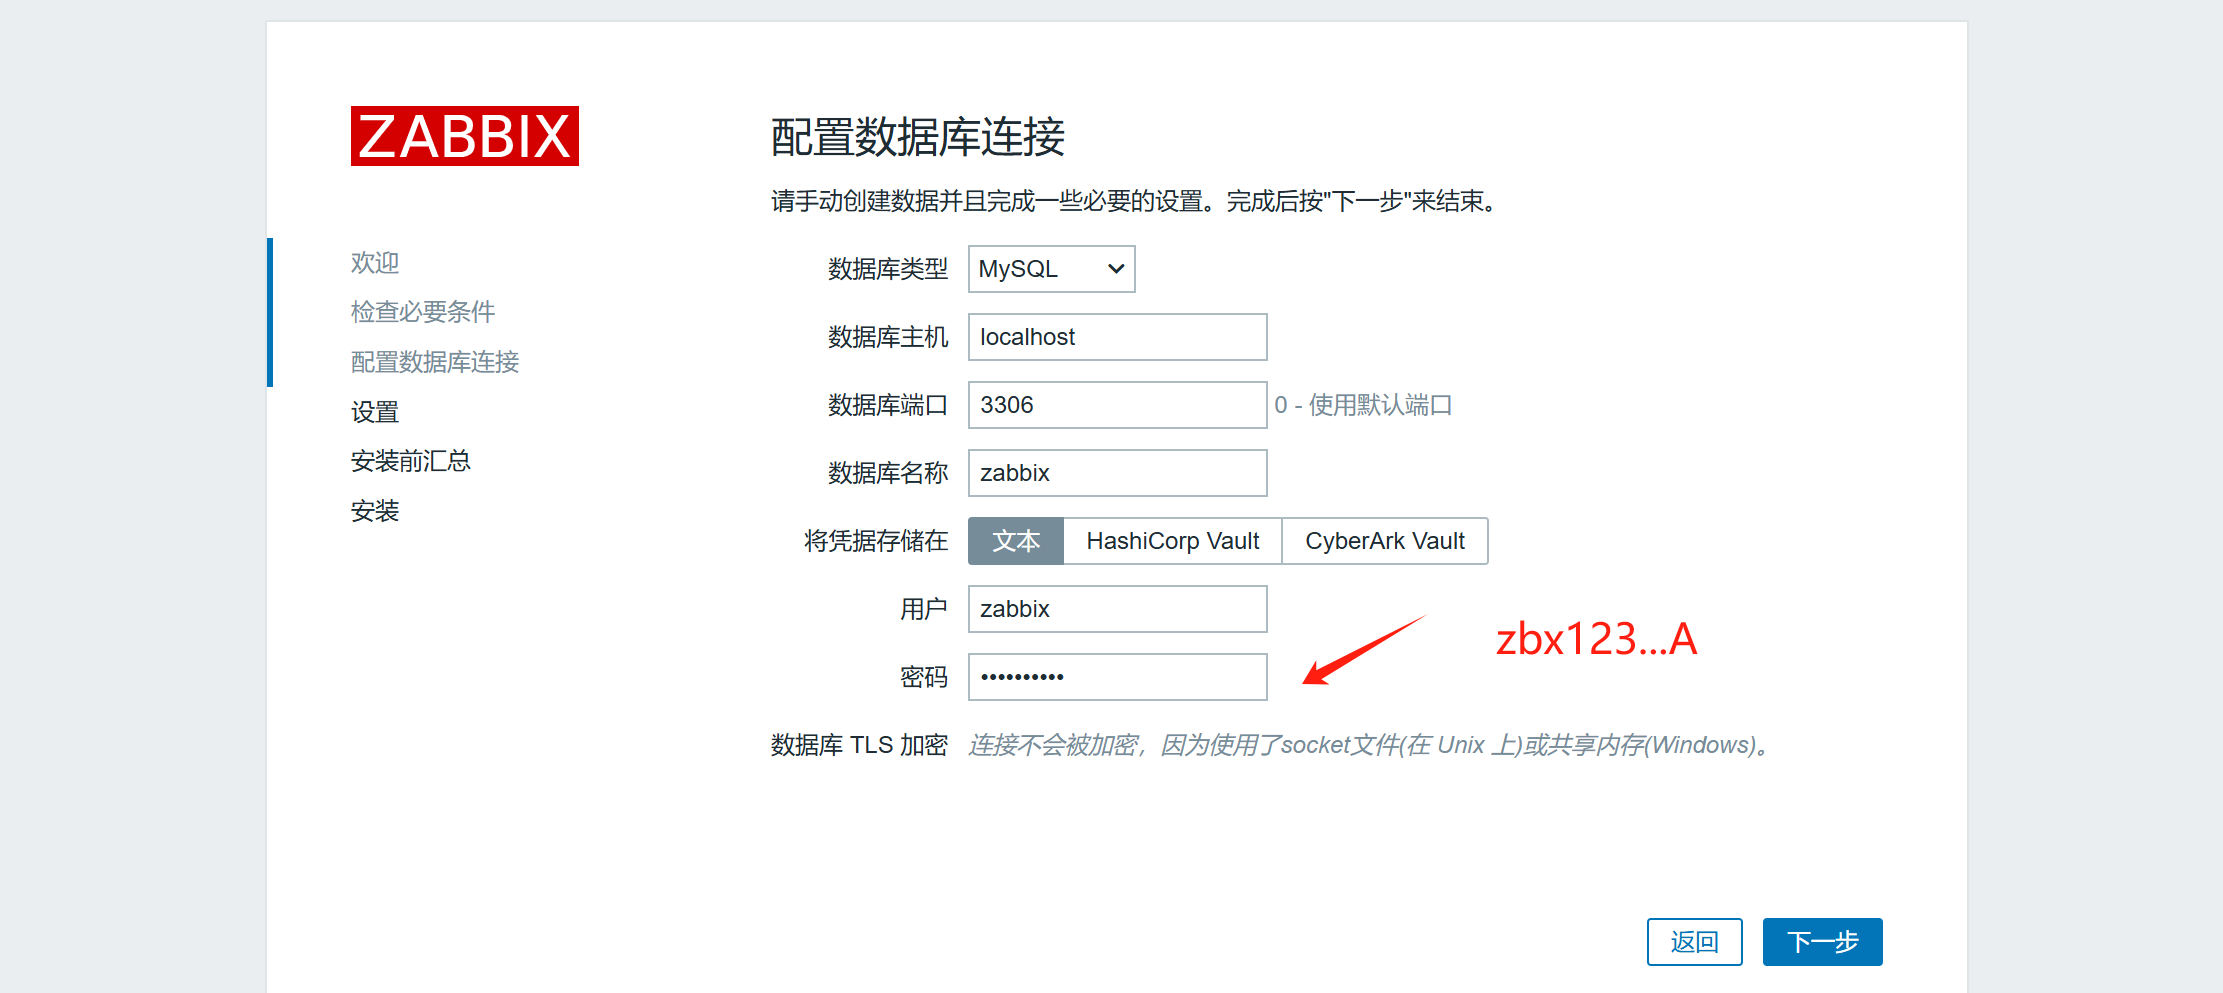 ZABBIX
配置数据库连接
请手动创建数据并且完成一些必要的设置。完成后按"下一步"来结束。
欢迎
检查必要条件
配置数据库连接
设置
安装前汇总
安装
数据库类型 MySQL
数据库主机 localhost
数据库端口 3306 0 - 使用默认端口
数据库名称 zabbix
将凭据存储在 文本 HashiCorp Vault CyberArk Vault
用户 zabbix
zbx123...A
密码 ••••••••••
数据库 TLS 加密 连接不会被加密，因为使用了socket文件(在 Unix 上)或共享内存(Windows)。
返回 下一步